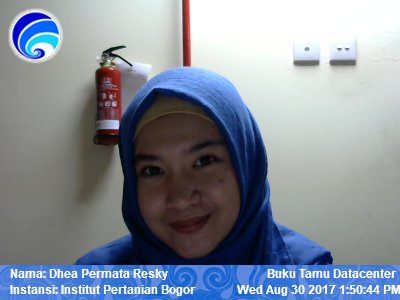 Nama: Dhea Permata Resky Buku Tamu Datacenter
Instansi: Institut Pertanian Bogor Wed Aug 30 2017 1:50:44 PM